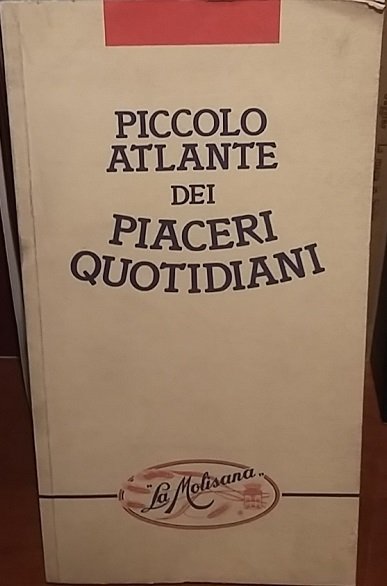 PICCOLO
ATLANTE
DEI
PIACERI
QUOTIDIANI
"La Molisana"